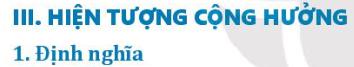 III. HIỆN TƯỢNG CỘNG HƯỞNG
1. Định nghĩa